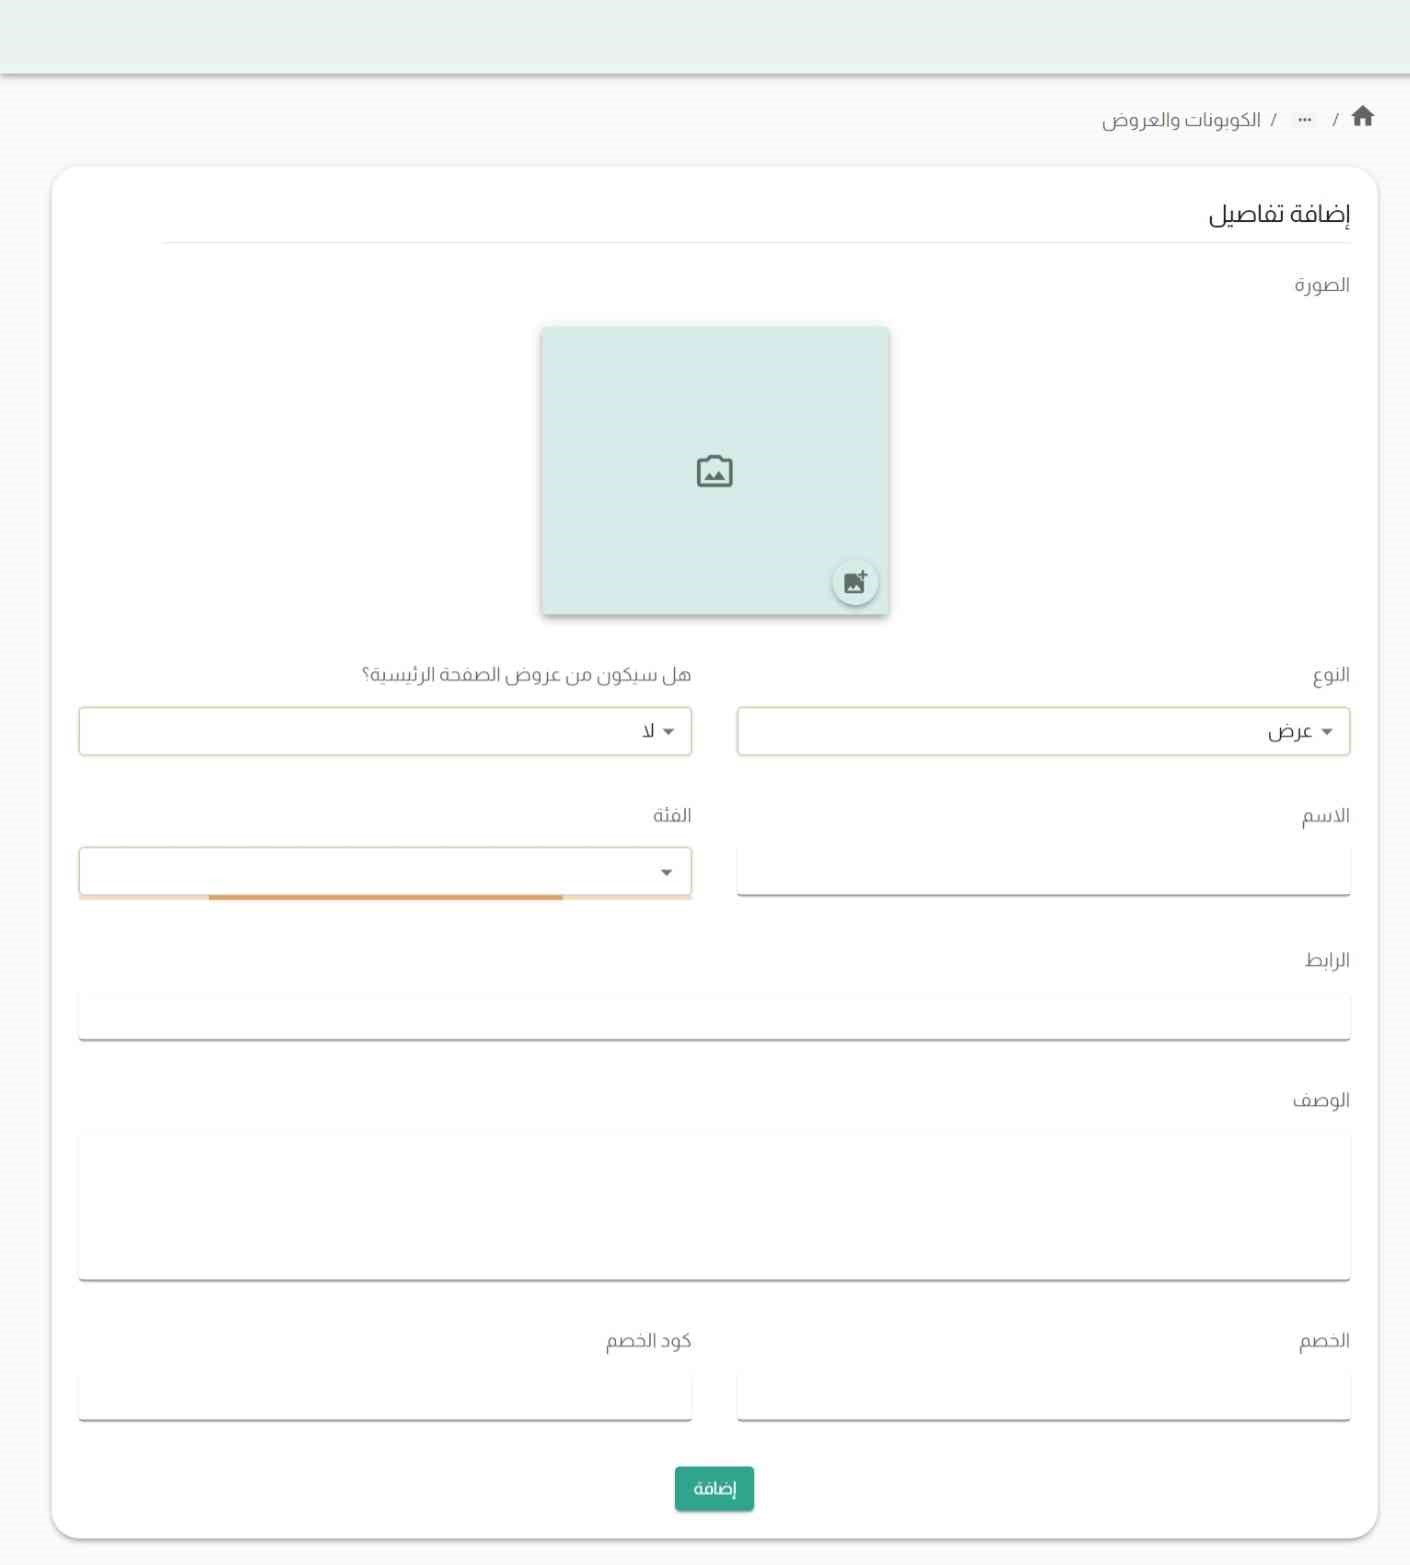 / ... / الكوبونات والعروض
إضافة تفاصيل
الصورة
النوع
هل سيكون من عروض الصفحة الرئيسية؟
عرض
لا
الاسم
الفئة
الرابط
الوصف
الخصم
كود الخصم
إضافة